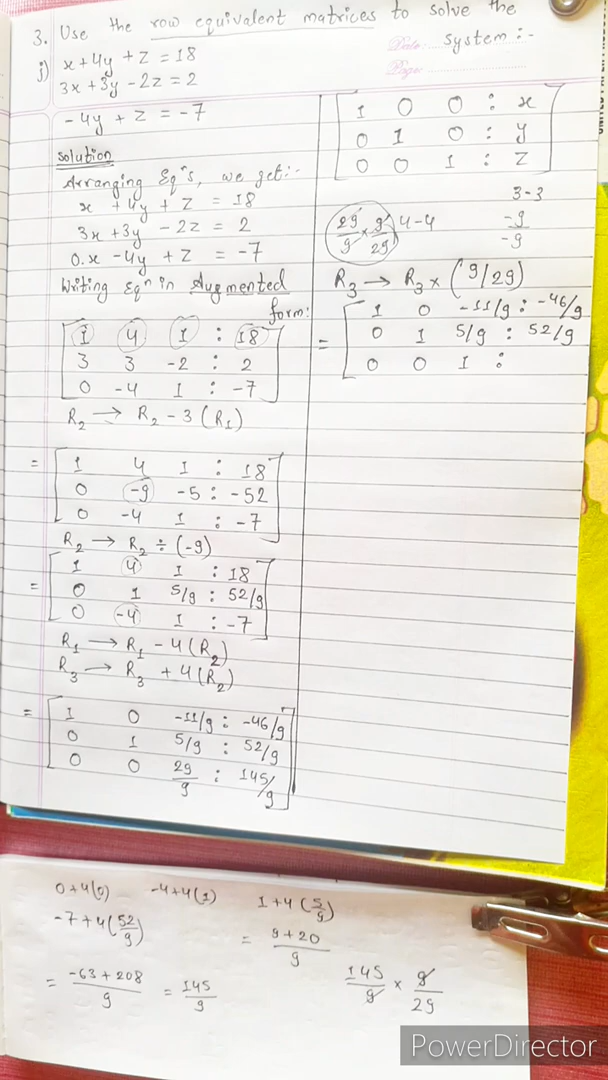 3. Use the row equivalent matrices to solve the system :-
Date:
Page:
j) x + 4y + z = 18
3x + 3y - 2z = 2
- 4y + z = -7
Solution
Arranging Eqⁿs, we get:-
x + 4y + z = 18
3x + 3y - 2z = 2
0.x - 4y + z = -7
Writing Eqⁿ in Augmented form:
[ 1 4 1 : 18
3 3 -2 : 2
0 -4 1 : -7 ]
R2 → R2 - 3 (R1)
= [ 1 4 1 : 18
0 -9 -5 : -52
0 -4 1 : -7 ]
R2 → R2 ÷ (-9)
= [ 1 4 1 : 18
0 1 5/9 : 52/9
0 -4 1 : -7 ]
R1 → R1 - 4 (R2)
R3 → R3 + 4 (R2)
= [ 1 0 -11/9 : -46/9
0 1 5/9 : 52/9
0 0 29/9 : 145/9 ]
[ 1 0 0 : x
0 1 0 : y
0 0 1 : z ]
3-3
29/9 × 9/29 4-4 -9
-9
R3 → R3 × (9/29)
= [ 1 0 -11/9 : -46/9
0 1 5/9 : 52/9
0 0 1 :
0+4(0) -4+4(1) 1+4(5/9)
-7+4(52/9) = 9+20/9
= -63+208/9 = 145/9 145/9 × 9/29
PowerDirector